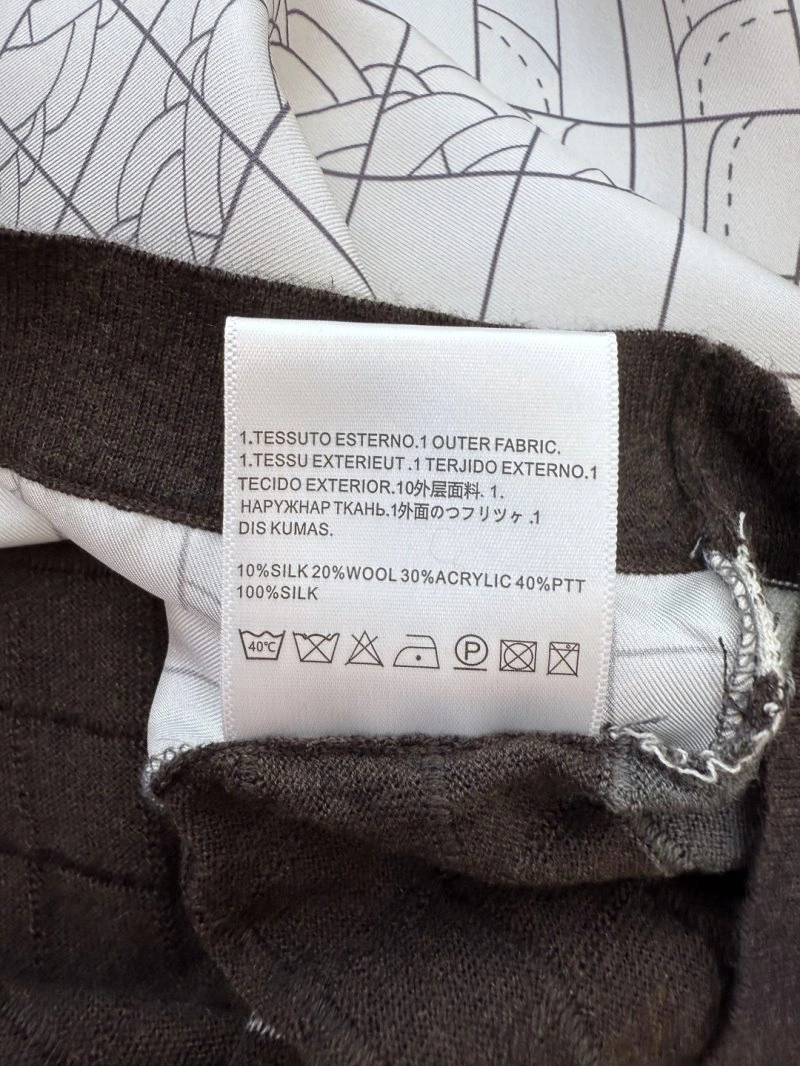 1.TESSUTO ESTERNO.1 OUTER FABRIC.
1.TESSU EXTERIEUT .1 TERJIDO EXTERNO.1
TECIDO EXTERIOR.10外层面料. 1.
НАРУЖНАР ТКАНЬ.1外面のつフリツヶ .1
DIS KUMAS.
10%SILK 20%WOOL 30%ACRYLIC 40%PTT
100%SILK
40℃ P